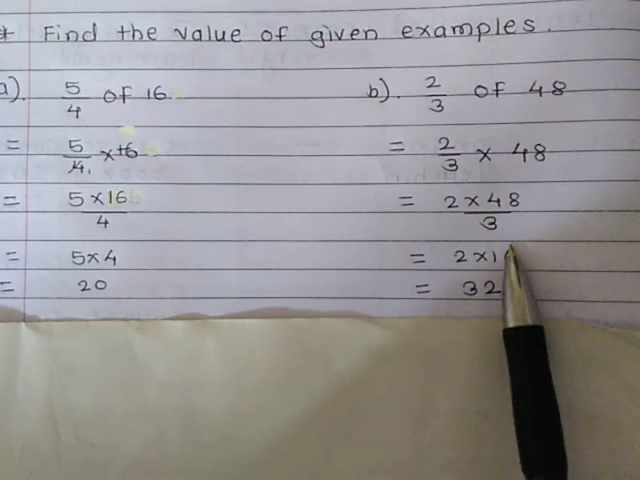 * Find the value of given examples.
a). 5/4 of 16
= 5/4 × 16
= 5 × 16 / 4
= 5 × 4
= 20
b). 2/3 of 48
= 2/3 × 48
= 2 × 48 / 3
= 2 ×
= 32